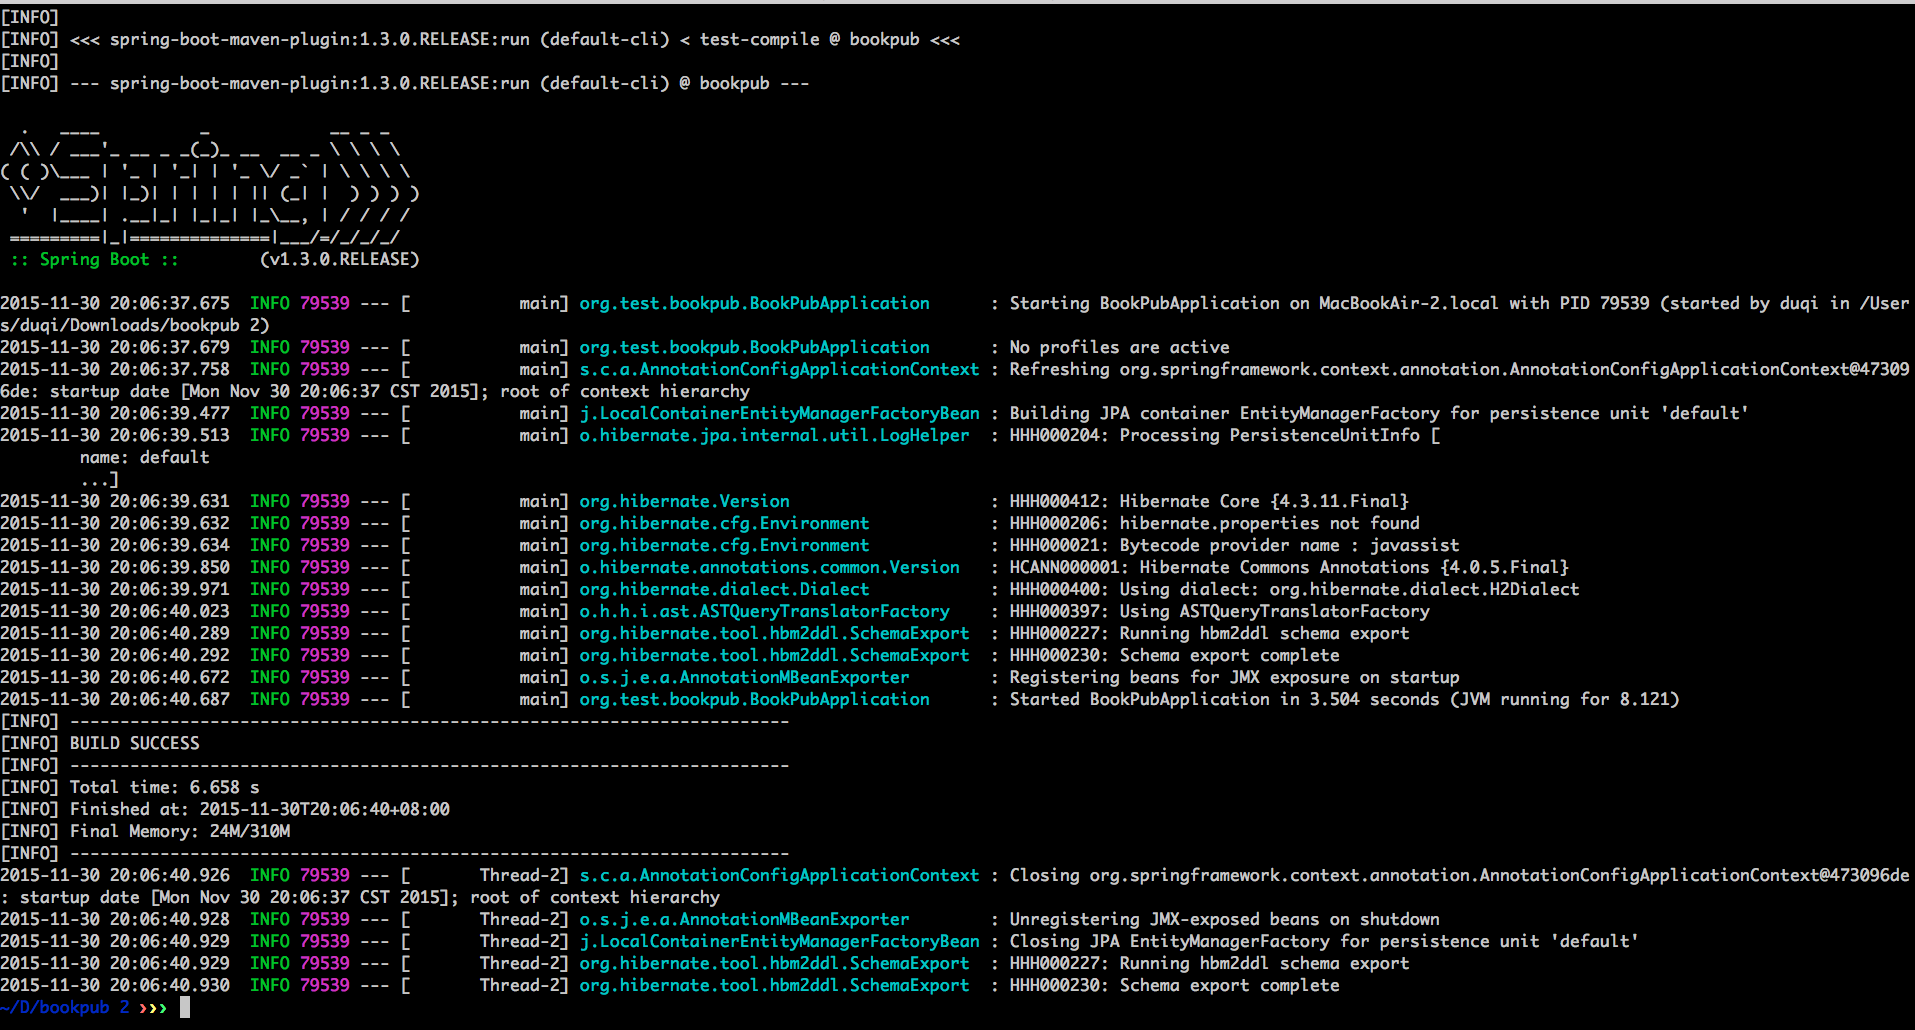 [INFO]
[INFO] <<< spring-boot-maven-plugin:1.3.0.RELEASE:run (default-cli) < test-compile @ bookpub <<<
[INFO]
[INFO] --- spring-boot-maven-plugin:1.3.0.RELEASE:run (default-cli) @ bookpub ---

  .   ____          _            __ _ _
 /\\ / ___'_ __ _ _(_)_ __  __ _ \ \ \ \
( ( )\___ | '_ | '_| | '_ \/ _` | \ \ \ \
 \\/  ___)| |_)| | | | | || (_| |  ) ) ) )
  '  |____| .__|_| |_|_| |_\__, | / / / /
 =========|_|==============|___/=/_/_/_/
 :: Spring Boot ::        (v1.3.0.RELEASE)

2015-11-30 20:06:37.675  INFO 79539 --- [           main] org.test.bookpub.BookPubApplication      : Starting BookPubApplication on MacBookAir-2.local with PID 79539 (started by duqi in /User
s/duqi/Downloads/bookpub 2)
2015-11-30 20:06:37.679  INFO 79539 --- [           main] org.test.bookpub.BookPubApplication      : No profiles are active
2015-11-30 20:06:37.758  INFO 79539 --- [           main] s.c.a.AnnotationConfigApplicationContext : Refreshing org.springframework.context.annotation.AnnotationConfigApplicationContext@47309
6de: startup date [Mon Nov 30 20:06:37 CST 2015]; root of context hierarchy
2015-11-30 20:06:39.477  INFO 79539 --- [           main] j.LocalContainerEntityManagerFactoryBean : Building JPA container EntityManagerFactory for persistence unit 'default'
2015-11-30 20:06:39.513  INFO 79539 --- [           main] o.hibernate.jpa.internal.util.LogHelper  : HHH000204: Processing PersistenceUnitInfo [
        name: default
        ...]
2015-11-30 20:06:39.631  INFO 79539 --- [           main] org.hibernate.Version                    : HHH000412: Hibernate Core {4.3.11.Final}
2015-11-30 20:06:39.632  INFO 79539 --- [           main] org.hibernate.cfg.Environment            : HHH000206: hibernate.properties not found
2015-11-30 20:06:39.634  INFO 79539 --- [           main] org.hibernate.cfg.Environment            : HHH000021: Bytecode provider name : javassist
2015-11-30 20:06:39.850  INFO 79539 --- [           main] o.hibernate.annotations.common.Version   : HCANN000001: Hibernate Commons Annotations {4.0.5.Final}
2015-11-30 20:06:39.971  INFO 79539 --- [           main] org.hibernate.dialect.Dialect            : HHH000400: Using dialect: org.hibernate.dialect.H2Dialect
2015-11-30 20:06:40.023  INFO 79539 --- [           main] o.h.h.i.ast.ASTQueryTranslatorFactory    : HHH000397: Using ASTQueryTranslatorFactory
2015-11-30 20:06:40.289  INFO 79539 --- [           main] org.hibernate.tool.hbm2ddl.SchemaExport  : HHH000227: Running hbm2ddl schema export
2015-11-30 20:06:40.292  INFO 79539 --- [           main] org.hibernate.tool.hbm2ddl.SchemaExport  : HHH000230: Schema export complete
2015-11-30 20:06:40.672  INFO 79539 --- [           main] o.s.j.e.a.AnnotationMBeanExporter        : Registering beans for JMX exposure on startup
2015-11-30 20:06:40.687  INFO 79539 --- [           main] org.test.bookpub.BookPubApplication      : Started BookPubApplication in 3.504 seconds (JVM running for 8.121)
[INFO] ------------------------------------------------------------------------
[INFO] BUILD SUCCESS
[INFO] ------------------------------------------------------------------------
[INFO] Total time: 6.658 s
[INFO] Finished at: 2015-11-30T20:06:40+08:00
[INFO] Final Memory: 24M/310M
[INFO] ------------------------------------------------------------------------
2015-11-30 20:06:40.926  INFO 79539 --- [       Thread-2] s.c.a.AnnotationConfigApplicationContext : Closing org.springframework.context.annotation.AnnotationConfigApplicationContext@473096de
: startup date [Mon Nov 30 20:06:37 CST 2015]; root of context hierarchy
2015-11-30 20:06:40.928  INFO 79539 --- [       Thread-2] o.s.j.e.a.AnnotationMBeanExporter        : Unregistering JMX-exposed beans on shutdown
2015-11-30 20:06:40.929  INFO 79539 --- [       Thread-2] j.LocalContainerEntityManagerFactoryBean : Closing JPA EntityManagerFactory for persistence unit 'default'
2015-11-30 20:06:40.929  INFO 79539 --- [       Thread-2] org.hibernate.tool.hbm2ddl.SchemaExport  : HHH000227: Running hbm2ddl schema export
2015-11-30 20:06:40.930  INFO 79539 --- [       Thread-2] org.hibernate.tool.hbm2ddl.SchemaExport  : HHH000230: Schema export complete
~/D/bookpub 2 ❯❯❯